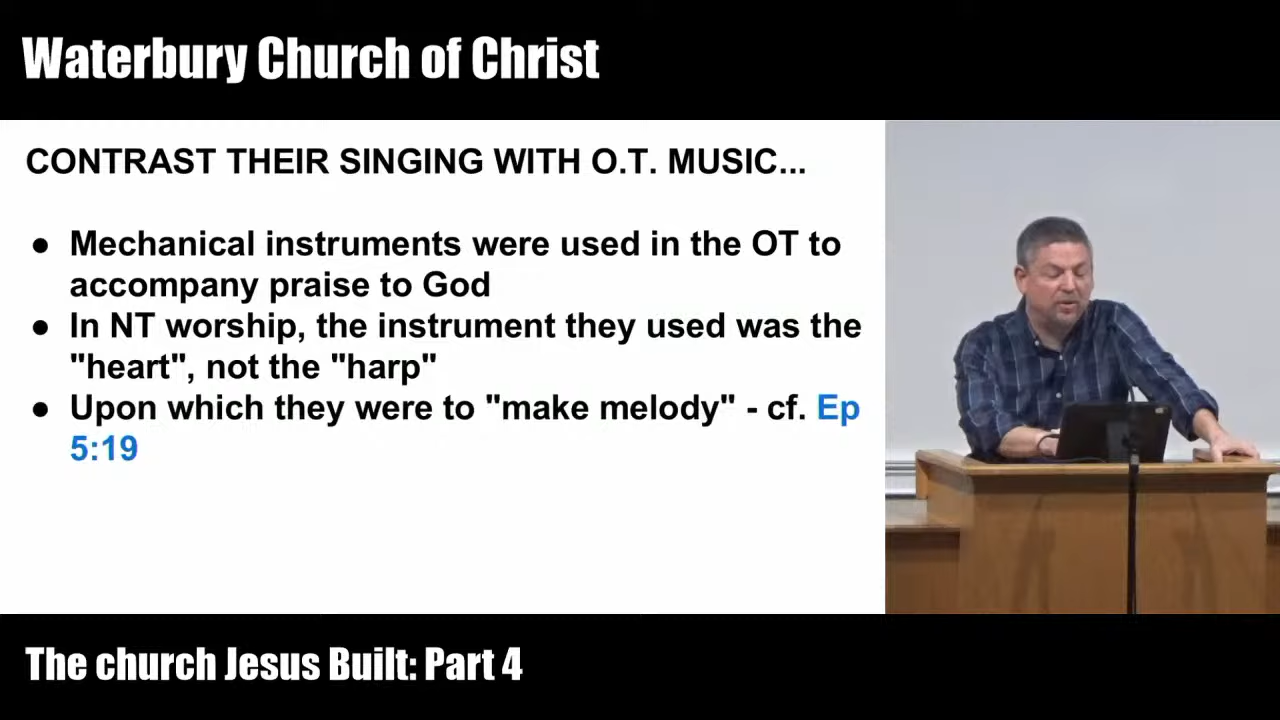 Waterbury Church of Christ
CONTRAST THEIR SINGING WITH O.T. MUSIC...
● Mechanical instruments were used in the OT to
accompany praise to God
● In NT worship, the instrument they used was the
"heart", not the "harp"
● Upon which they were to "make melody" - cf. Ep
5:19
The church Jesus Built: Part 4